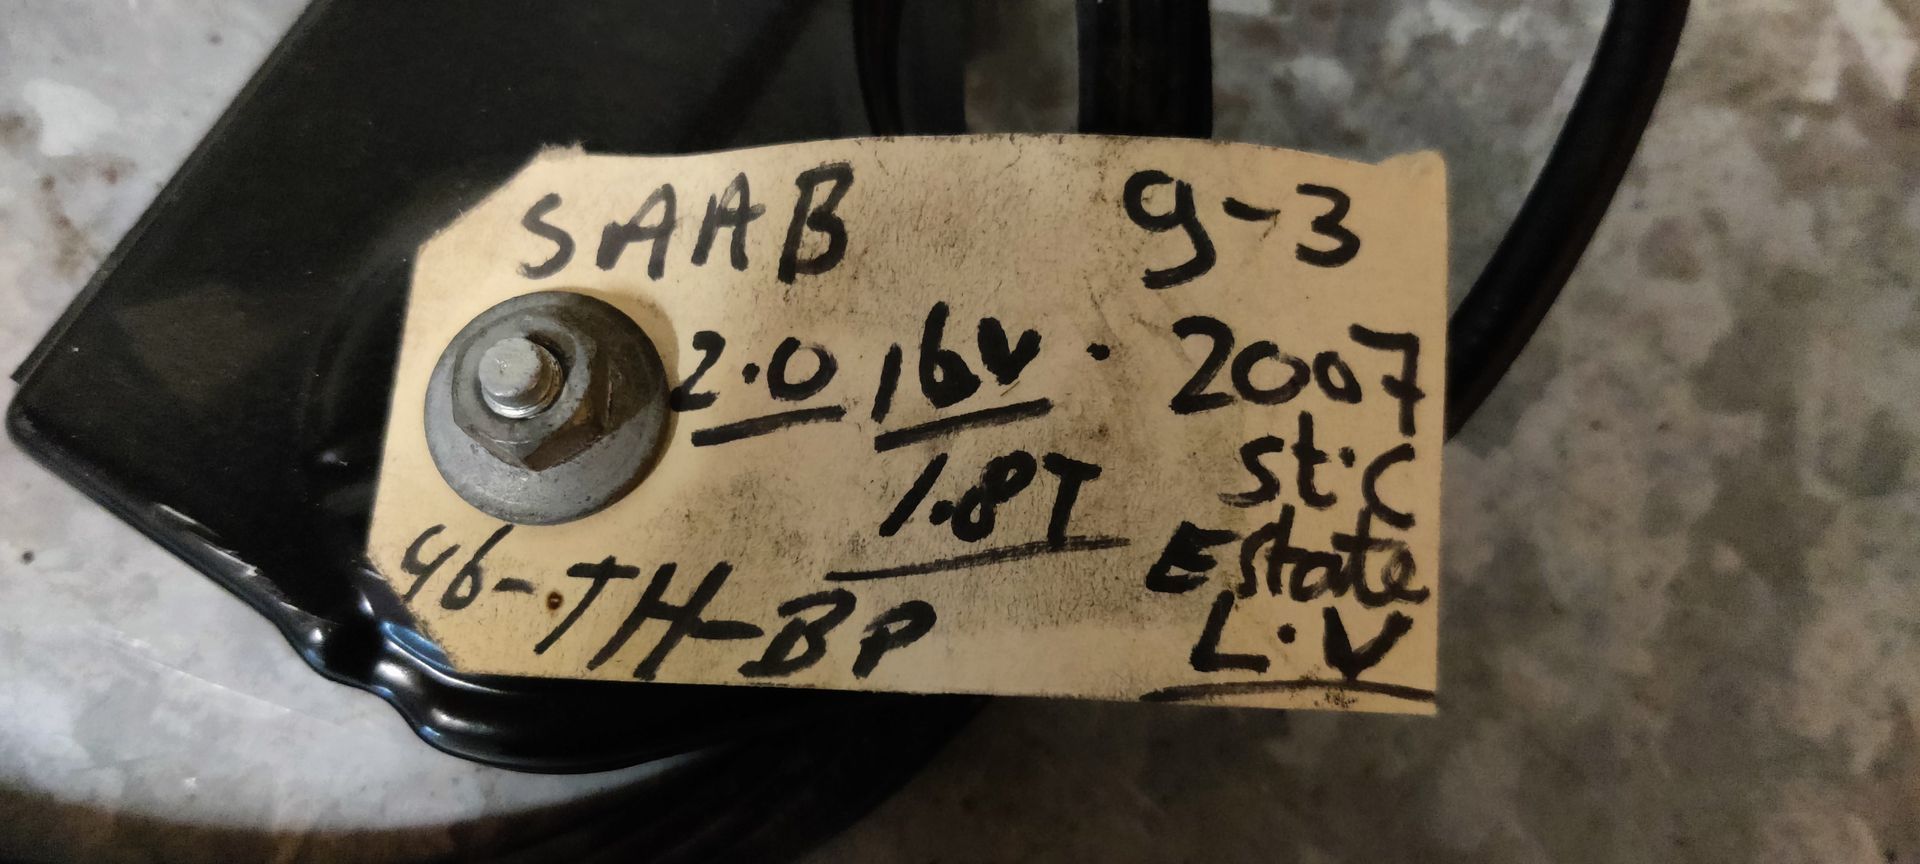 SAAB 9-3
2.0 16V. 2007
1.8T St.C
Estate
46-TH-BP L.V